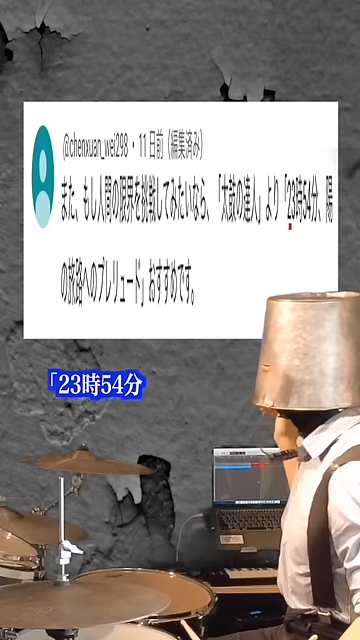 @chenxuan_wei298・11日前（編集済み）
また、もし人間の限界を挑戦してみたいなら、「太鼓の達人」より「23時54分、陽
の旅路へのプレリュード」おすすめです。
「23時54分